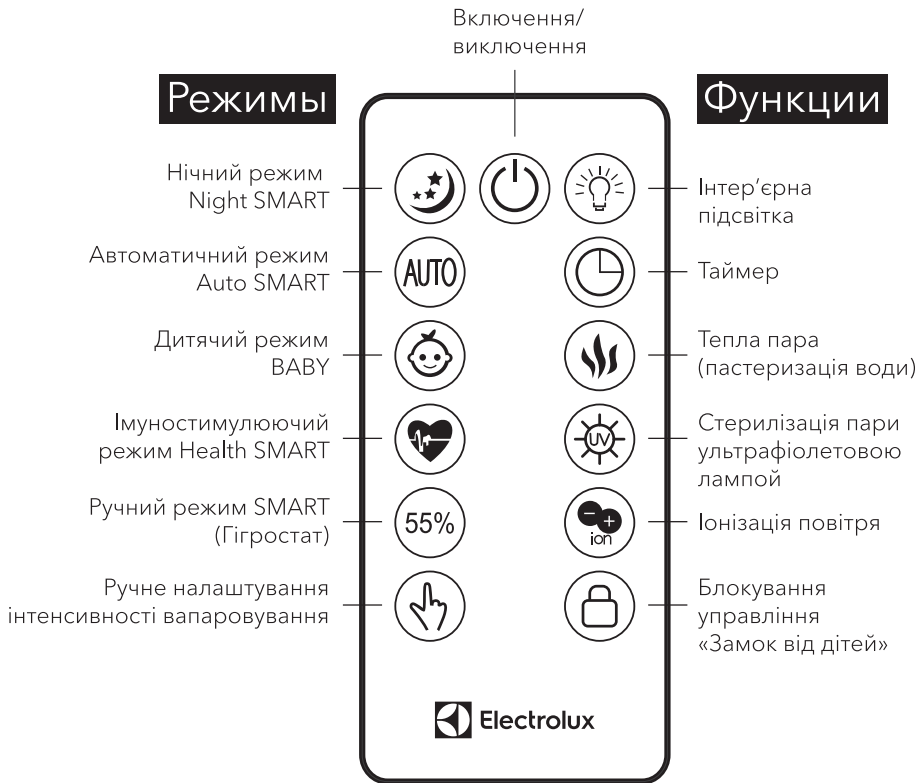 Включення/
виключення
Режимы
Нічний режим
Night SMART
Автоматичний режим
Auto SMART
Дитячий режим
BABY
Імуностимулюючий
режим Health SMART
Ручний режим SMART
(Гігростат)
Ручне налаштування
інтенсивності вапаровування
AUTO
55%
UV
ion
Electrolux
Функции
Інтер’єрна
підсвітка
Таймер
Тепла пара
(пастеризація води)
Стерилізація пари
ультрафіолетовою
лампой
Іонізація повітря
Блокування
управління
«Замок від дітей»